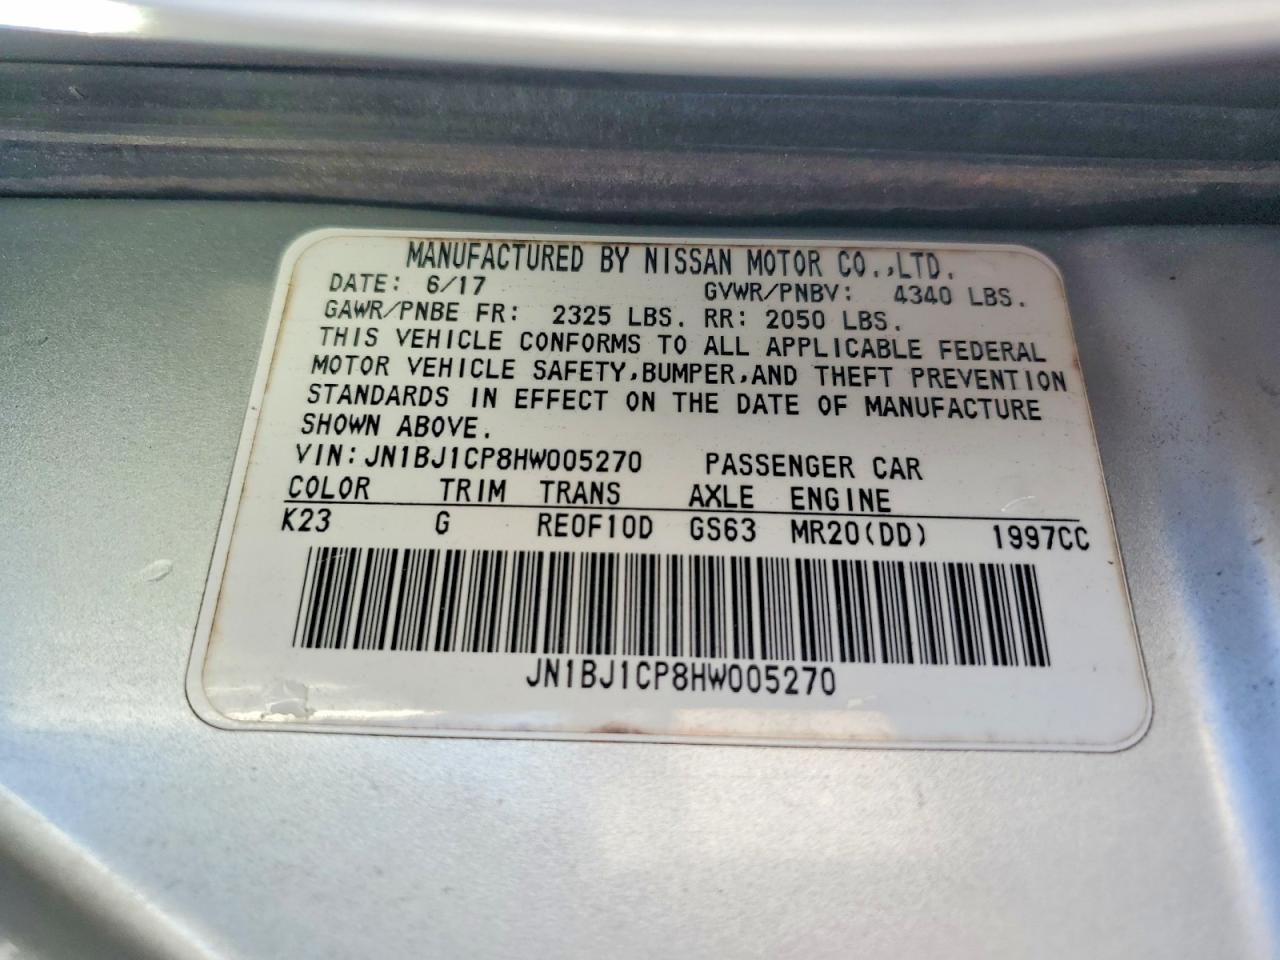 MANUFACTURED BY NISSAN MOTOR CO.,LTD.
DATE: 6/17 GVWR/PNBV: 4340 LBS.
GAWR/PNBE FR: 2325 LBS. RR: 2050 LBS.
THIS VEHICLE CONFORMS TO ALL APPLICABLE FEDERAL
MOTOR VEHICLE SAFETY,BUMPER,AND THEFT PREVENTION
STANDARDS IN EFFECT ON THE DATE OF MANUFACTURE
SHOWN ABOVE.
VIN:JN1BJ1CP8HW005270 PASSENGER CAR
COLOR TRIM TRANS AXLE ENGINE
K23 G RE0F10D GS63 MR20(DD) 1997CC
JN1BJ1CP8HW005270